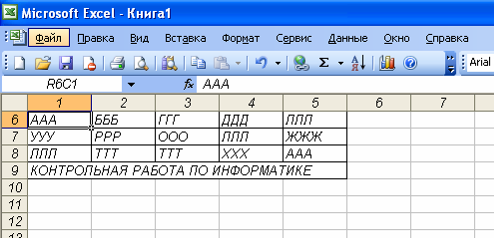 Microsoft Excel - Книга1
Файл Правка Вид Вставка Формат Сервис Данные Окно Справка
Arial
R6C1 fx ААА
1 2 3 4 5 6 7
6 ААА БББ ГГГ ДДД ЛЛЛ
7 УУУ РРР ООО ЛЛЛ ЖЖЖ
8 ЛЛЛ ТТТ ТТТ ХХХ ААА
9 КОНТРОЛЬНАЯ РАБОТА ПО ИНФОРМАТИКЕ
10
11
12
13